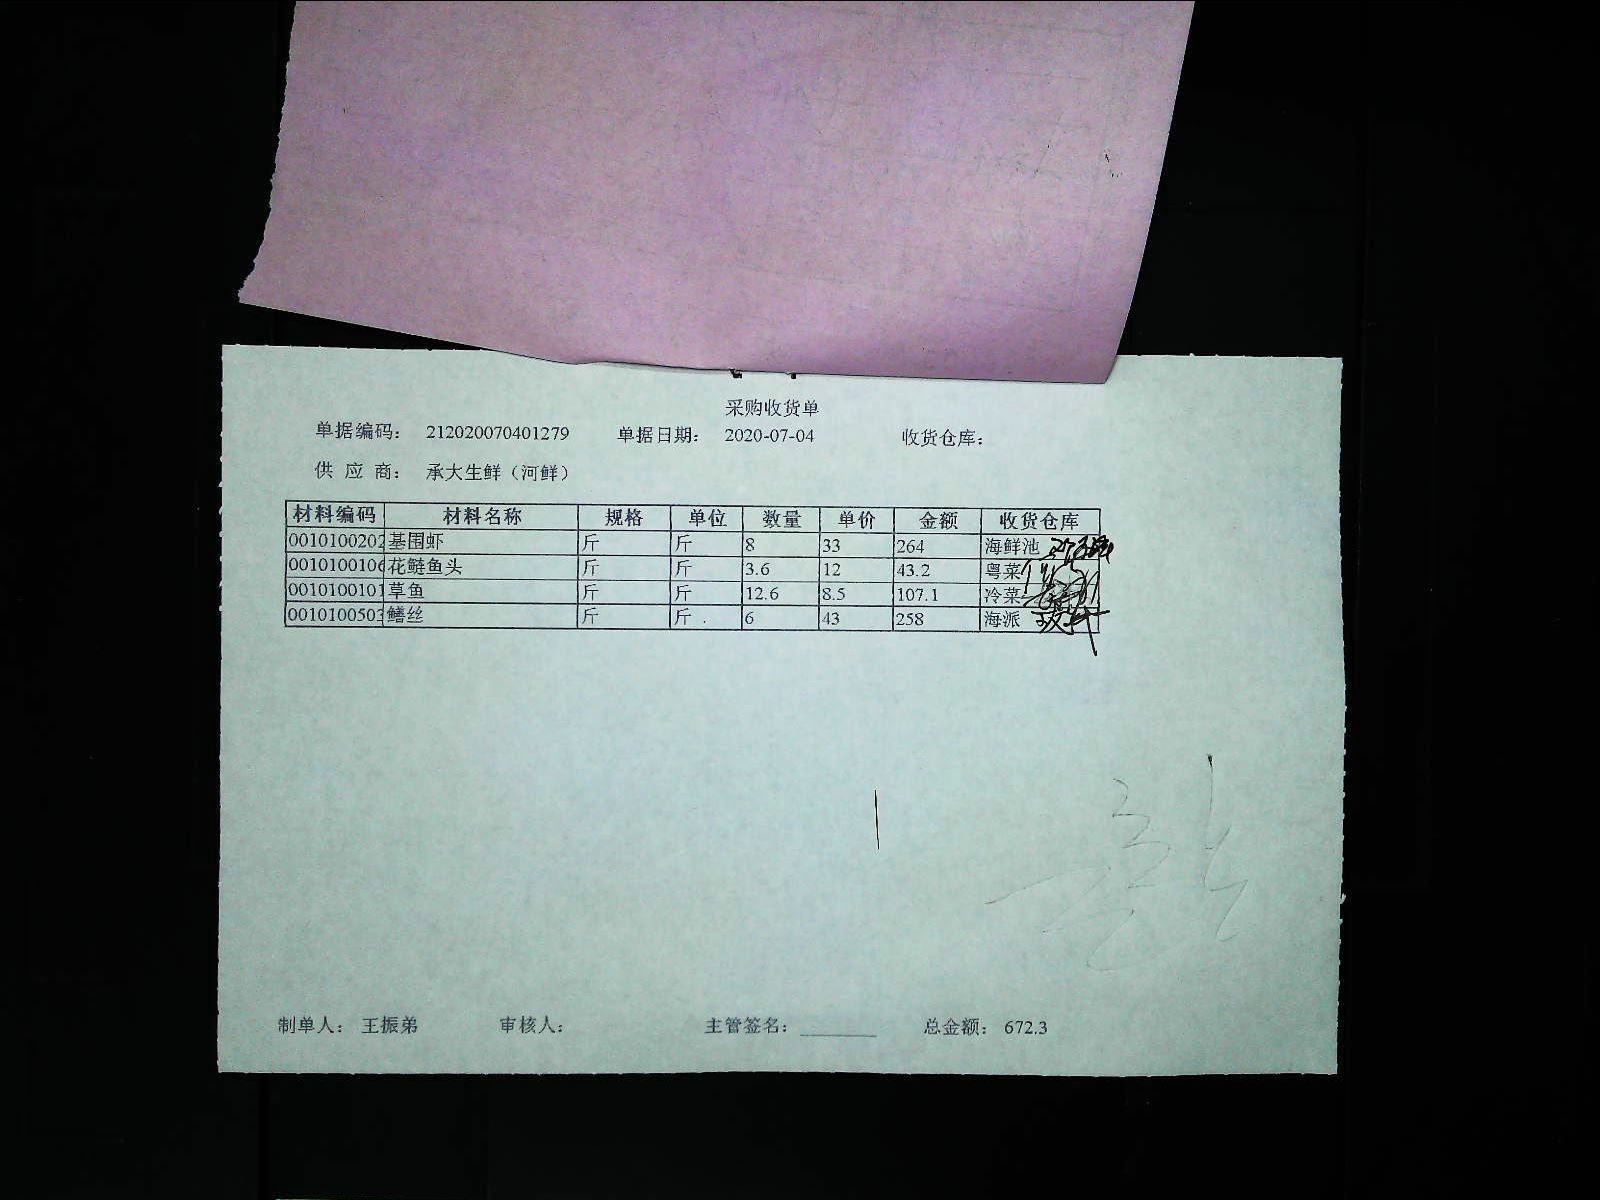 采购收货单
单据编码： 212020070401279 单据日期： 2020-07-04 收货仓库：
供 应 商： 承大生鲜（河鲜）
材料编码 材料名称 规格 单位 数量 单价 金额 收货仓库
0010100202 基围虾 斤 斤 8 33 264 海鲜池
0010100106 花鲢鱼头 斤 斤 3.6 12 43.2 粤菜
0010100101 草鱼 斤 斤 12.6 8.5 107.1 冷菜
0010100503 鳝丝 斤 斤 6 43 258 海派
制单人： 王振弟 审核人： 主管签名： 总金额： 672.3